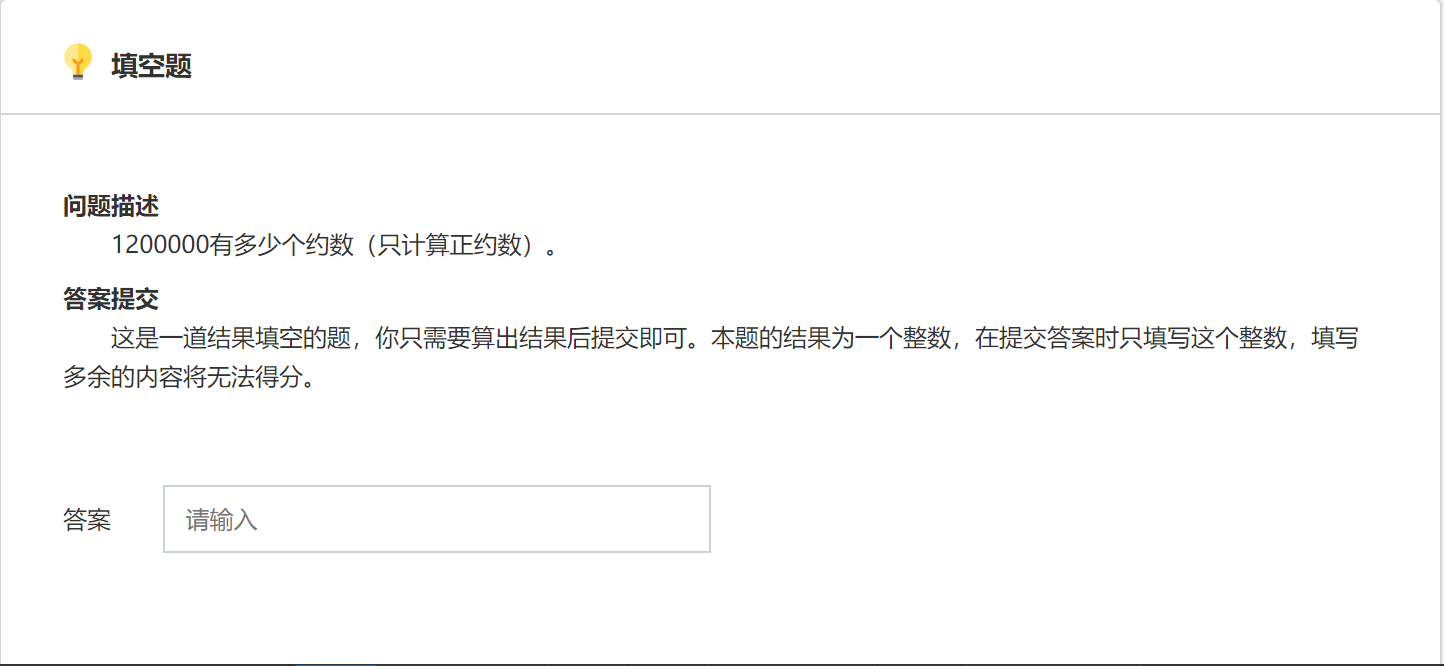 填空题
问题描述
1200000有多少个约数（只计算正约数）。
答案提交
这是一道结果填空的题，你只需要算出结果后提交即可。本题的结果为一个整数，在提交答案时只填写这个整数，填写
多余的内容将无法得分。
答案 请输入